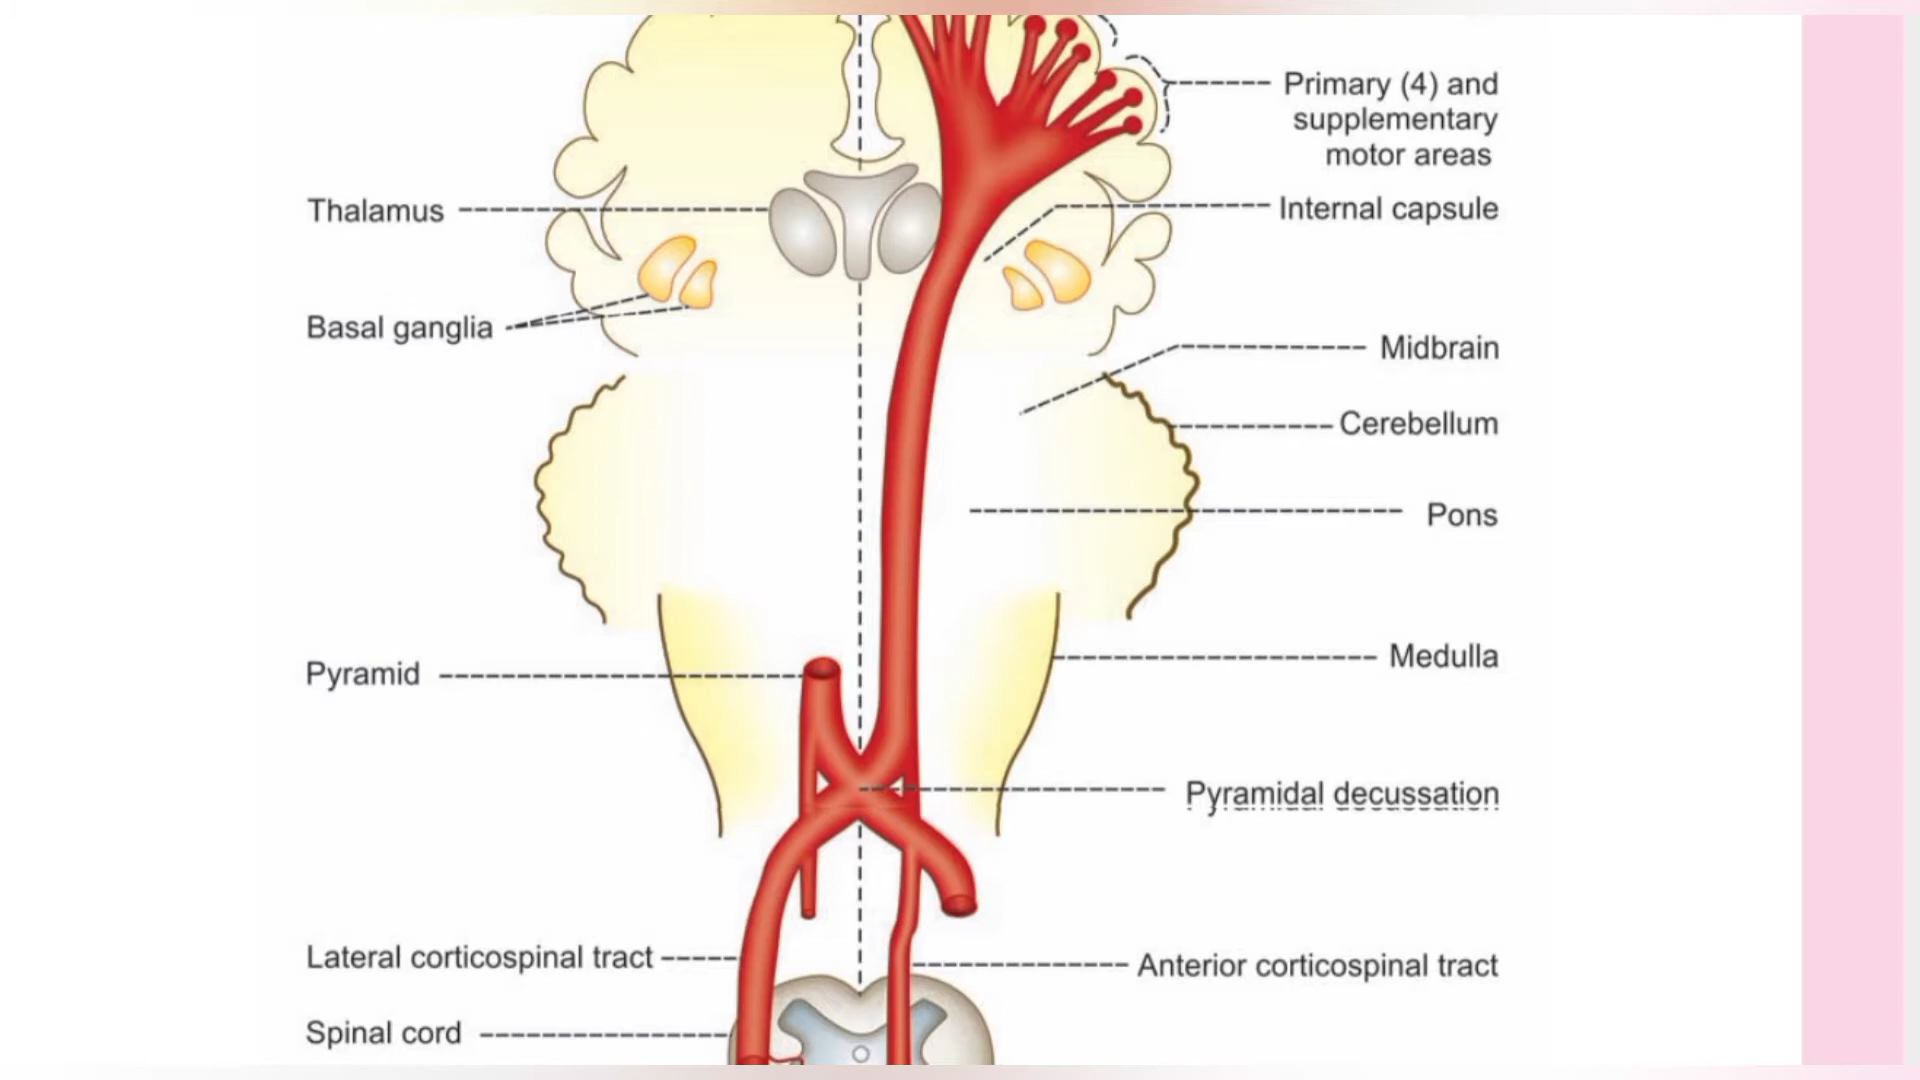 Primary (4) and
supplementary
motor areas
Thalamus
Internal capsule
Basal ganglia
Midbrain
Cerebellum
Pons
Pyramid
Medulla
Pyramidal decussation
Lateral corticospinal tract
Anterior corticospinal tract
Spinal cord